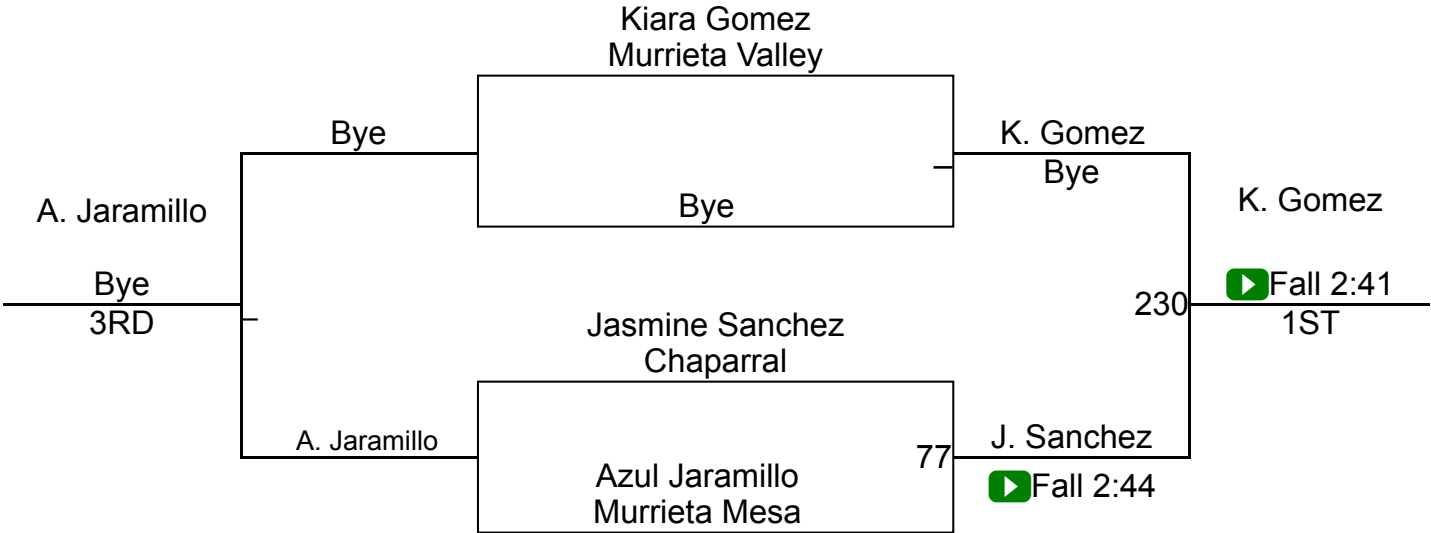 Kiara Gomez
Murrieta Valley
Bye
K. Gomez
Bye
A. Jaramillo
Bye
K. Gomez
Bye
3RD
230
Fall 2:41
1ST
Jasmine Sanchez
Chaparral
A. Jaramillo
77
J. Sanchez
Azul Jaramillo
Murrieta Mesa
Fall 2:44